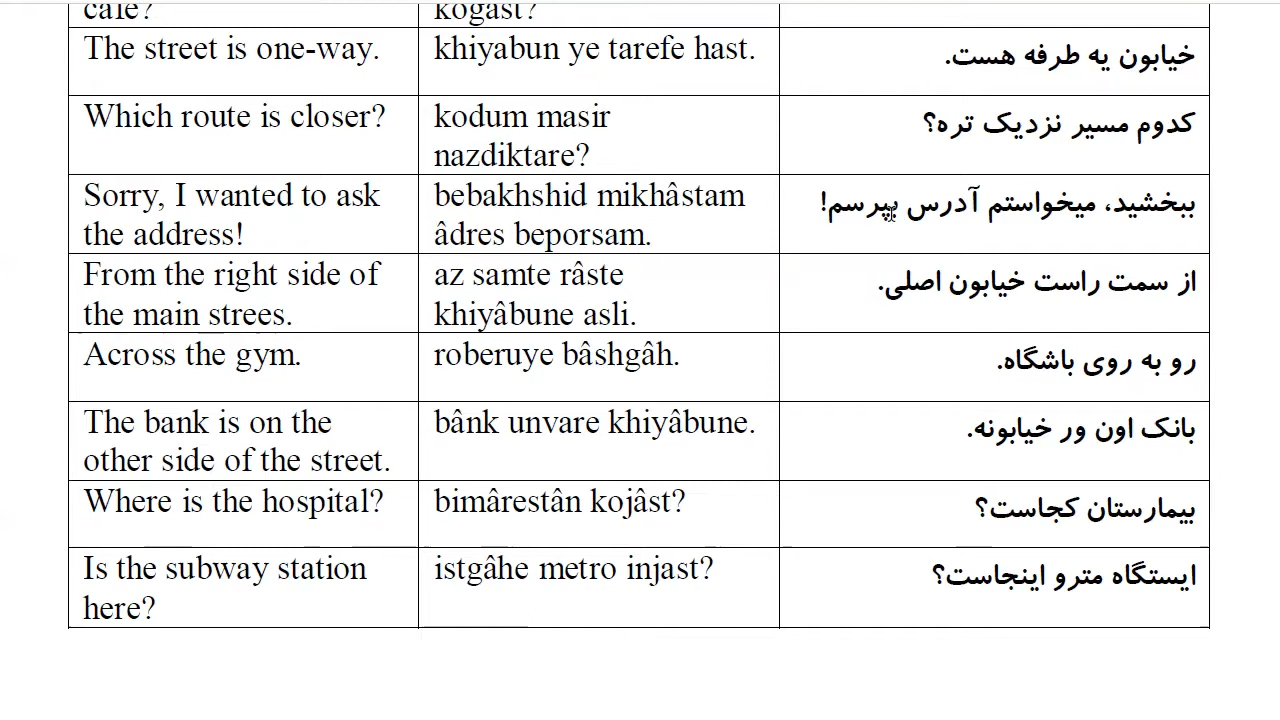 cafe?
kogast?
The street is one-way.
khiyabun ye tarefe hast.
خیابون یه طرفه هست.
Which route is closer?
kodum masir
nazdiktare?
کدوم مسیر نزدیک تره؟
Sorry, I wanted to ask
the address!
bebakhshid mikhâstam
âdres beporsam.
ببخشید، میخواستم آدرس بپرسم!
From the right side of
the main strees.
az samte râste
khiyâbune asli.
از سمت راست خیابون اصلی.
Across the gym.
roberuye bâshgâh.
رو به روی باشگاه.
The bank is on the
other side of the street.
bânk unvare khiyâbune.
بانک اون ور خیابونه.
Where is the hospital?
bimârestân kojâst?
بیمارستان کجاست؟
Is the subway station
here?
istgâhe metro injast?
ایستگاه مترو اینجاست؟